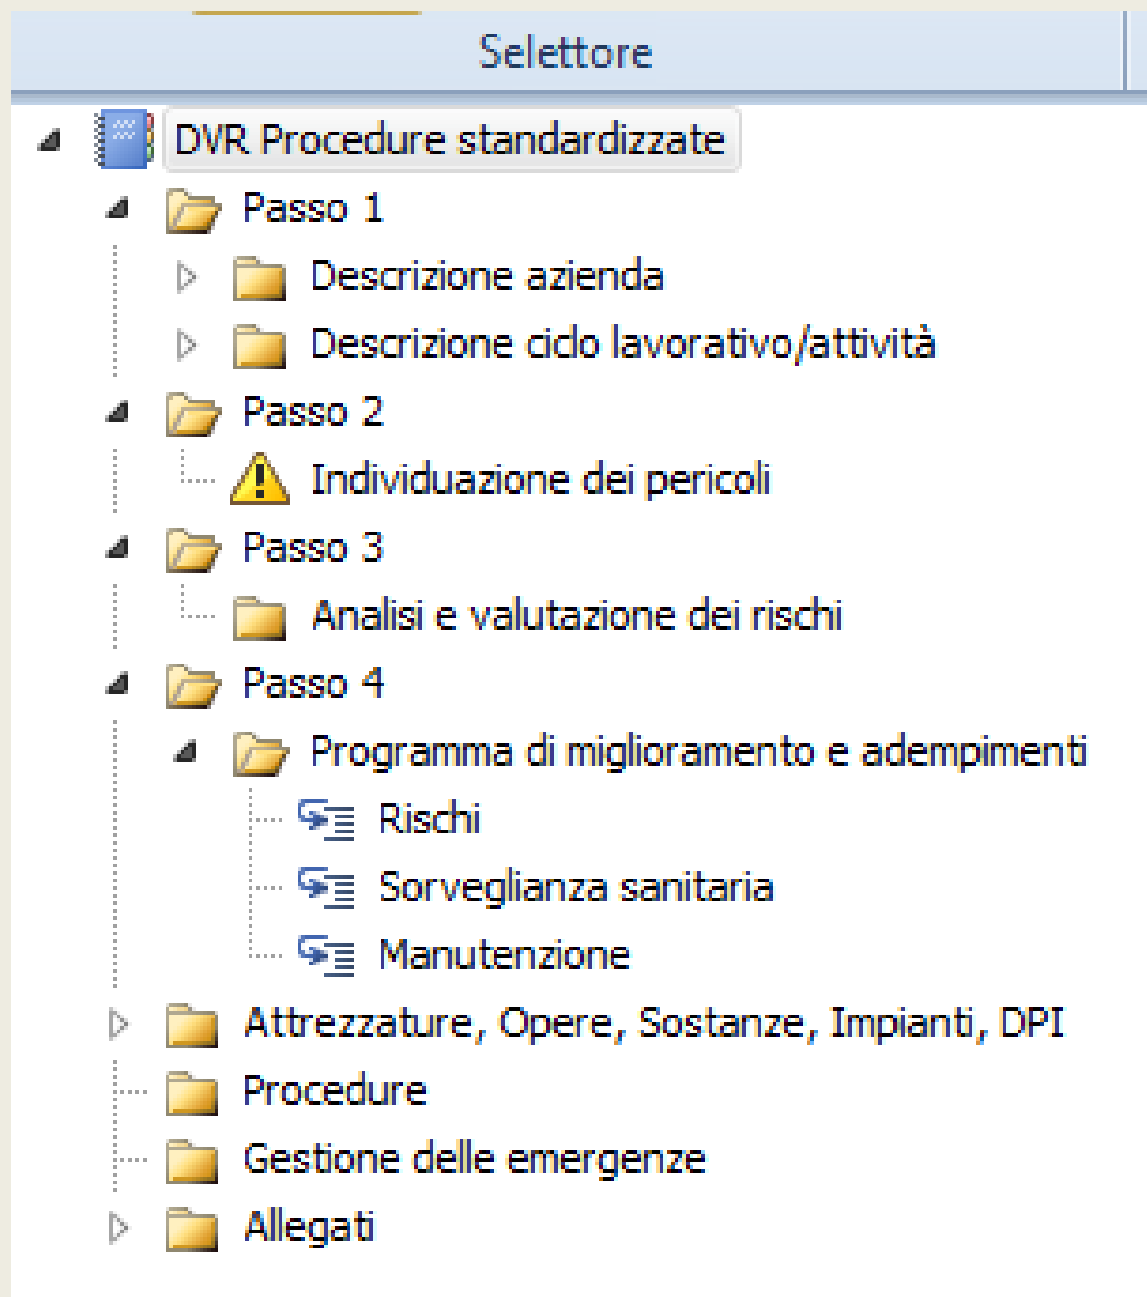 Selettore
DVR Procedure standardizzate
Passo 1
Descrizione azienda
Descrizione ciclo lavorativo/attività
Passo 2
Individuazione dei pericoli
Passo 3
Analisi e valutazione dei rischi
Passo 4
Programma di miglioramento e adempimenti
Rischi
Sorveglianza sanitaria
Manutenzione
Attrezzature, Opere, Sostanze, Impianti, DPI
Procedure
Gestione delle emergenze
Allegati